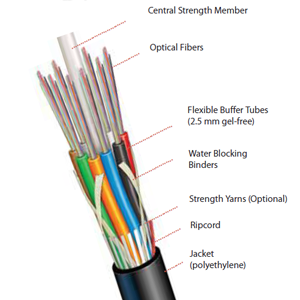 Central Strength Member
Optical Fibers
Flexible Buffer Tubes
(2.5 mm gel-free)
Water Blocking
Binders
Strength Yarns (Optional)
Ripcord
Jacket
(polyethylene)